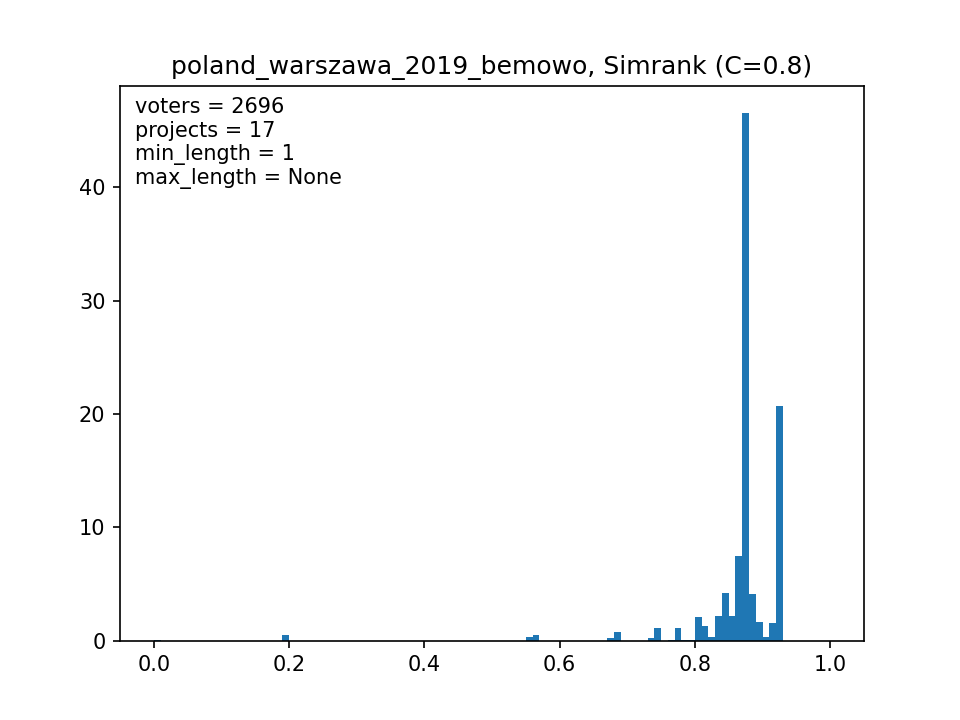 poland_warszawa_2019_bemowo, Simrank (C=0.8)
voters = 2696
projects = 17
min_length = 1
max_length = None
40
30
20
10
0
0.0 0.2 0.4 0.6 0.8 1.0